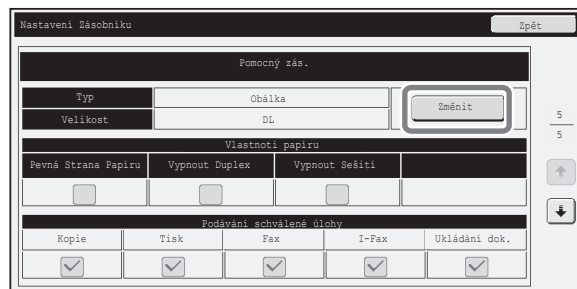 Nastavení Zásobníku
Zpět
Pomocný zás.
Typ
Obálka
Změnit
Velikost
DL
5
5
Vlastnoti papíru
Pevná Strana Papíru
Vypnout Duplex
Vypnout Sešití
Podávání schválené úlohy
Kopie
Tisk
Fax
I-Fax
Ukládání dok.